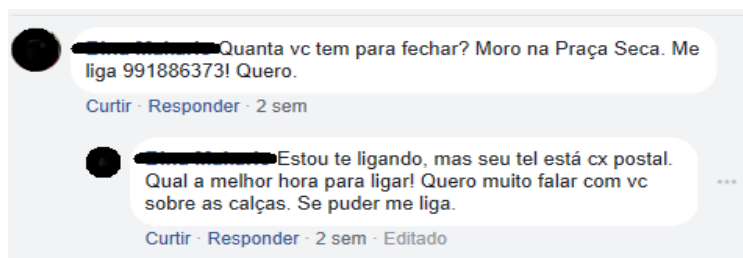 Quanta vc tem para fechar? Moro na Praça Seca. Me
liga 991886373! Quero.
Curtir · Responder · 2 sem
Estou te ligando, mas seu tel está cx postal.
Qual a melhor hora para ligar! Quero muito falar com vc
sobre as calças. Se puder me liga.
Curtir · Responder · 2 sem · Editado